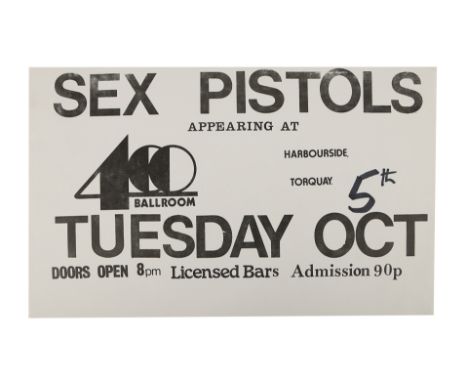 SEX PISTOLS
APPEARING AT
400 BALLROOM
HARBOURSIDE,
TORQUAY.
5th
TUESDAY OCT
DOORS OPEN 8pm Licensed Bars Admission 90p